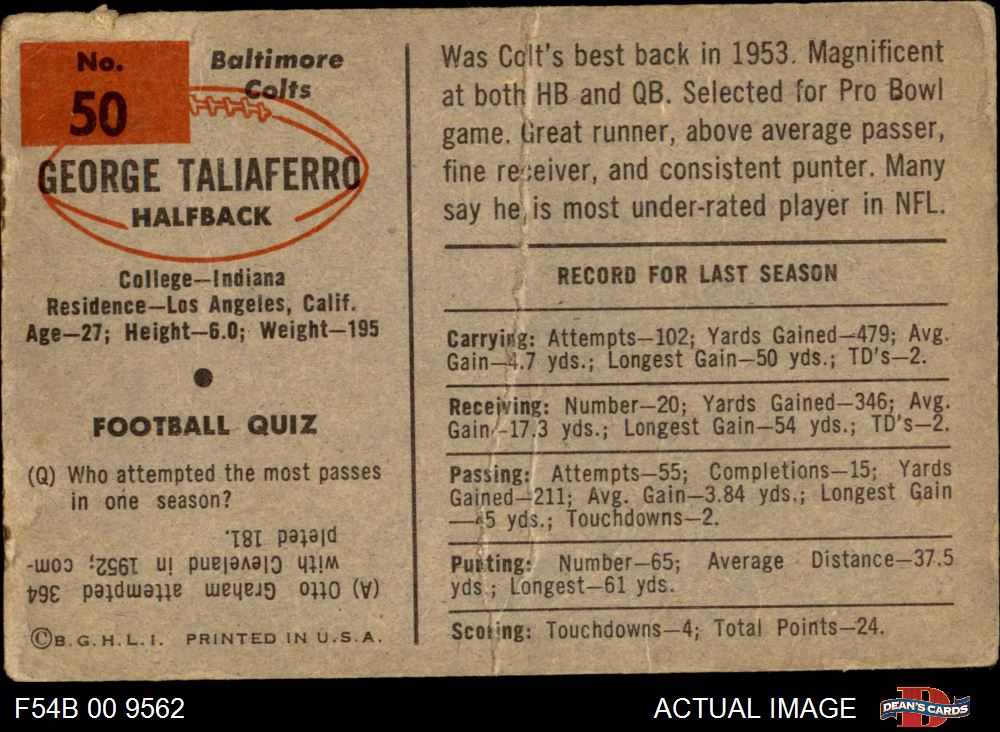 No.
50
Baltimore
Colts
GEORGE TALIAFERRO
HALFBACK
College—Indiana
Residence—Los Angeles, Calif.
Age—27; Height—6.0; Weight—195
FOOTBALL QUIZ
(Q) Who attempted the most passes
in one season?
(A) Otto Graham attempted 364
with Cleveland in 1952; com-
pleted 181.
©B.G.H.L.I. PRINTED IN U.S.A.
Was Colt's best back in 1953. Magnificent
at both HB and QB. Selected for Pro Bowl
game. Great runner, above average passer,
fine receiver, and consistent punter. Many
say he is most under-rated player in NFL.
RECORD FOR LAST SEASON
Carrying: Attempts—102; Yards Gained—479; Avg.
Gain—4.7 yds.; Longest Gain—50 yds.; TD's—2.
Receiving: Number—20; Yards Gained—346; Avg.
Gain—17.3 yds.; Longest Gain—54 yds.; TD's—2.
Passing: Attempts—55; Completions—15; Yards
Gained—211; Avg. Gain—3.84 yds.; Longest Gain
yds.; Touchdowns—2.
Punting: Number—65; Average Distance—37.5
yds.; Longest—61 yds.
Scoring: Touchdowns—4; Total Points—24.
F54B 00 9562
ACTUAL IMAGE
D
DEAN'S CARDS